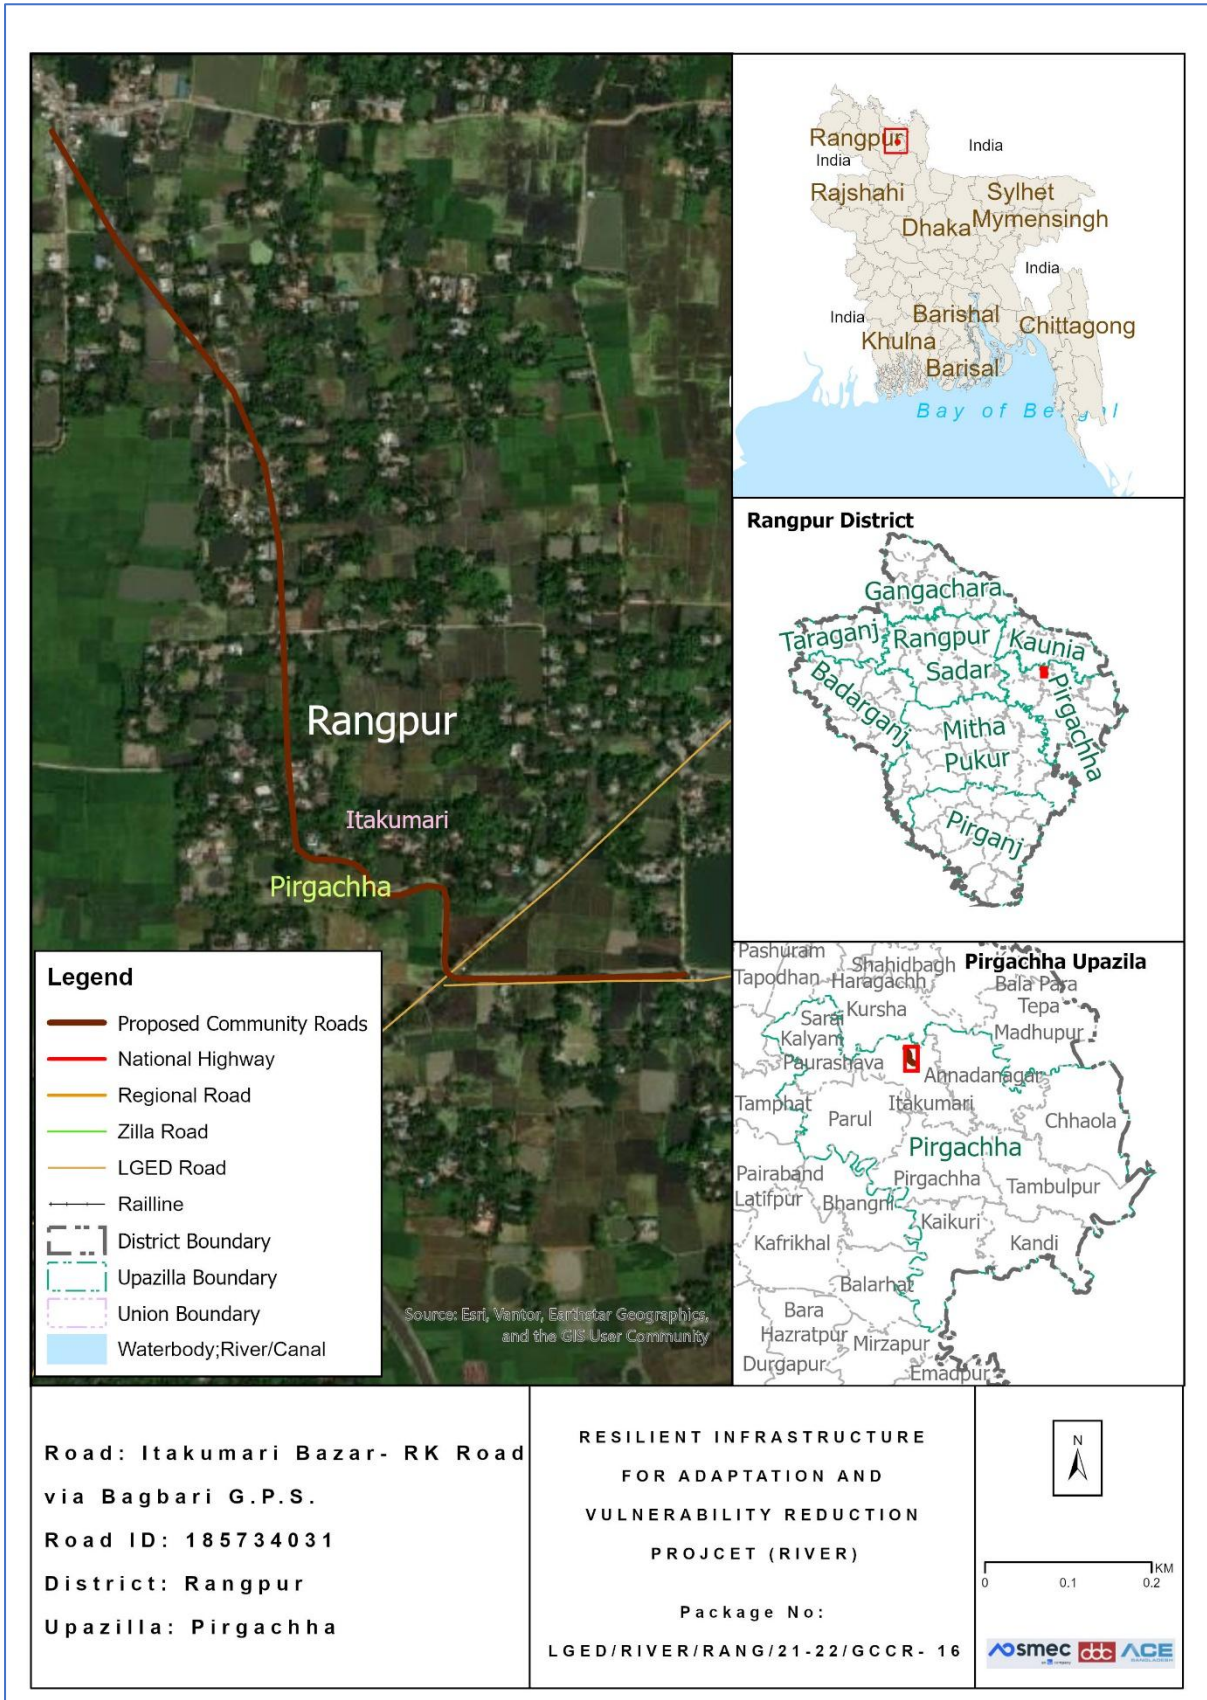 Rangpur
Itakumari
Pirgachha
Legend
Proposed Community Roads
National Highway
Regional Road
Zilla Road
LGED Road
Railline
District Boundary
Upazilla Boundary
Union Boundary
Waterbody;River/Canal
Source: Esri, Vantor, Earthstar Geographics,
and the GIS User Community
Rangpur
India
India
Rajshahi
Sylhet
Dhaka
Mymensingh
India
India
Barishal
Chittagong
Khulna
Barisal
Bay of Bengal
Rangpur District
Gangachara
Taraganj
Rangpur
Sadar
Kaunia
Badarganj
Pirgachha
Mitha
Pukur
Pirganj
Pirgachha Upazila
Pashuram
Tapodhan
Shahidbagh
Haragachh
Bala Para
Tepa
Madhupur
Kursha
Sarai
Kalyani
Paurashava
Annadanagar
Tamphat
Itakumari
Parul
Chhaola
Pirgachha
Pairaband
Pirgachha
Tambulpur
Latifpur
Bhangni
Kaikuri
Kandi
Kafrikhal
Balarhat
Bara
Hazratpur
Mirzapur
Durgapur
Emadpur
Road: Itakumari Bazar- RK Road
via Bagbari G.P.S.
Road ID: 185734031
District: Rangpur
Upazilla: Pirgachha
RESILIENT INFRASTRUCTURE
FOR ADAPTATION AND
VULNERABILITY REDUCTION
PROJCET (RIVER)
Package No:
LGED/RIVER/RANG/21-22/GCCR- 16
N
KM
0 0.1 0.2
smec
dbc
ACE
BANGLADESH